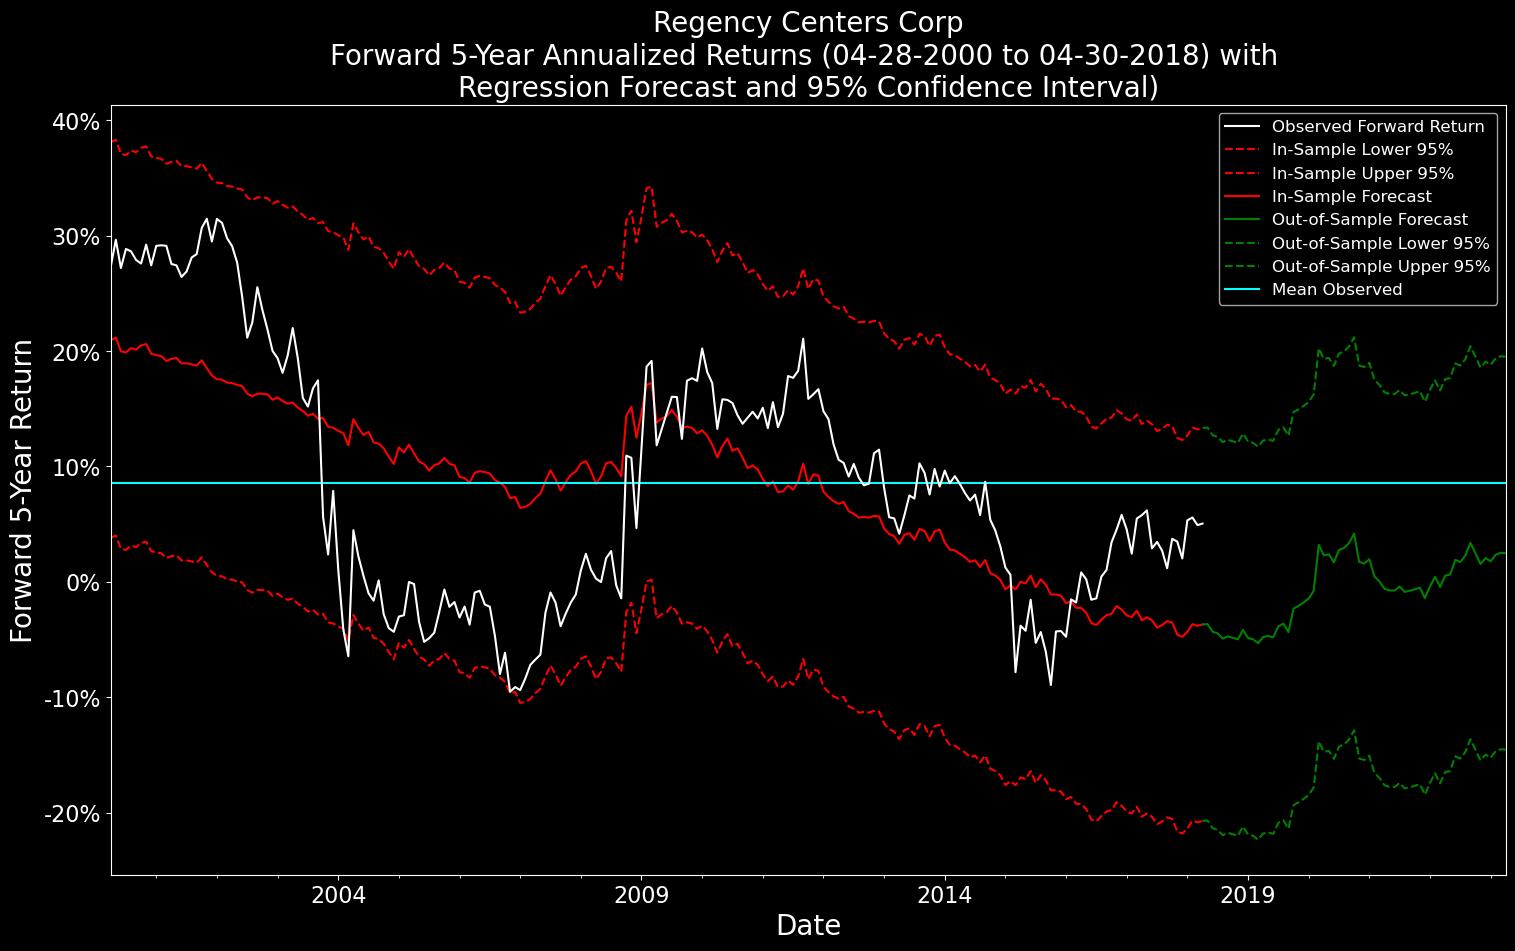 Regency Centers Corp
Forward 5-Year Annualized Returns (04-28-2000 to 04-30-2018) with
Regression Forecast and 95% Confidence Interval)
Observed Forward Return
In-Sample Lower 95%
In-Sample Upper 95%
In-Sample Forecast
Out-of-Sample Forecast
Out-of-Sample Lower 95%
Out-of-Sample Upper 95%
Mean Observed
Forward 5-Year Return
40%
30%
20%
10%
0%
-10%
-20%
2004
2009
2014
2019
Date